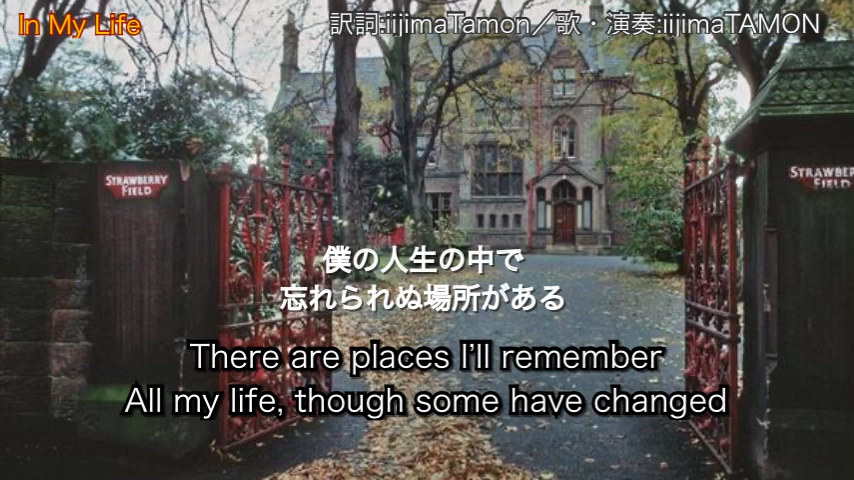 In My Life
訳詞:iijimaTamon／歌・演奏:iijimaTAMON
STRAWBERRY
FIELD
STRAWBER
FIELD
僕の人生の中で
忘れられぬ場所がある
There are places I’ll remember
All my life, though some have changed